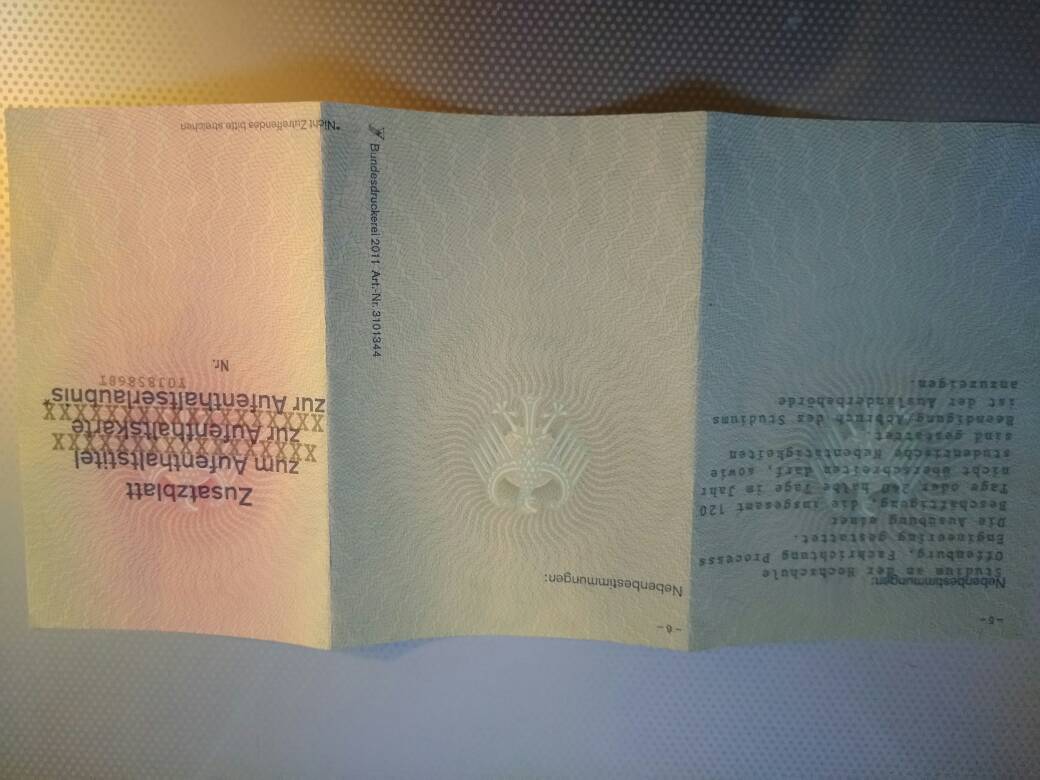 - 5 -
Nebenbestimmungen:
Studium an der Hochschule
Offenburg, Fachrichtung Processs
Engineering gestattet.
Die Ausübung einer
Beschäftigung, die insgesamt 120
Tage oder 240 halbe Tage im Jahr
nicht überschreiten darf, sowie
studentische Nebentätigkeiten
sind gestattet
Beendigung/Abbruch des Studiums
ist der Ausländerbehörde
anzuzeigen.
- 6 -
Nebenbestimmungen:
Bundesdruckerei 2011 Art.-Nr. 3101344
Zusatzblatt
zum Aufenthaltstitel
zur Aufenthaltskarte
zur Aufenthaltserlaubnis*
Nr.
*Nicht Zutreffendes bitte streichen